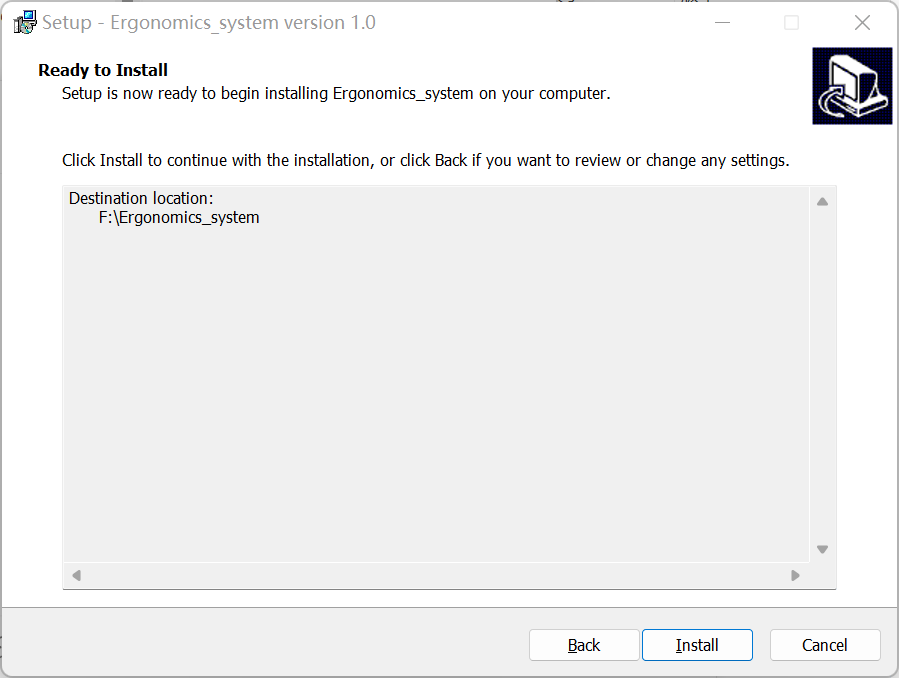 Setup - Ergonomics_system version 1.0
Ready to Install
Setup is now ready to begin installing Ergonomics_system on your computer.
Click Install to continue with the installation, or click Back if you want to review or change any settings.
Destination location:
F:\Ergonomics_system
Back
Install
Cancel